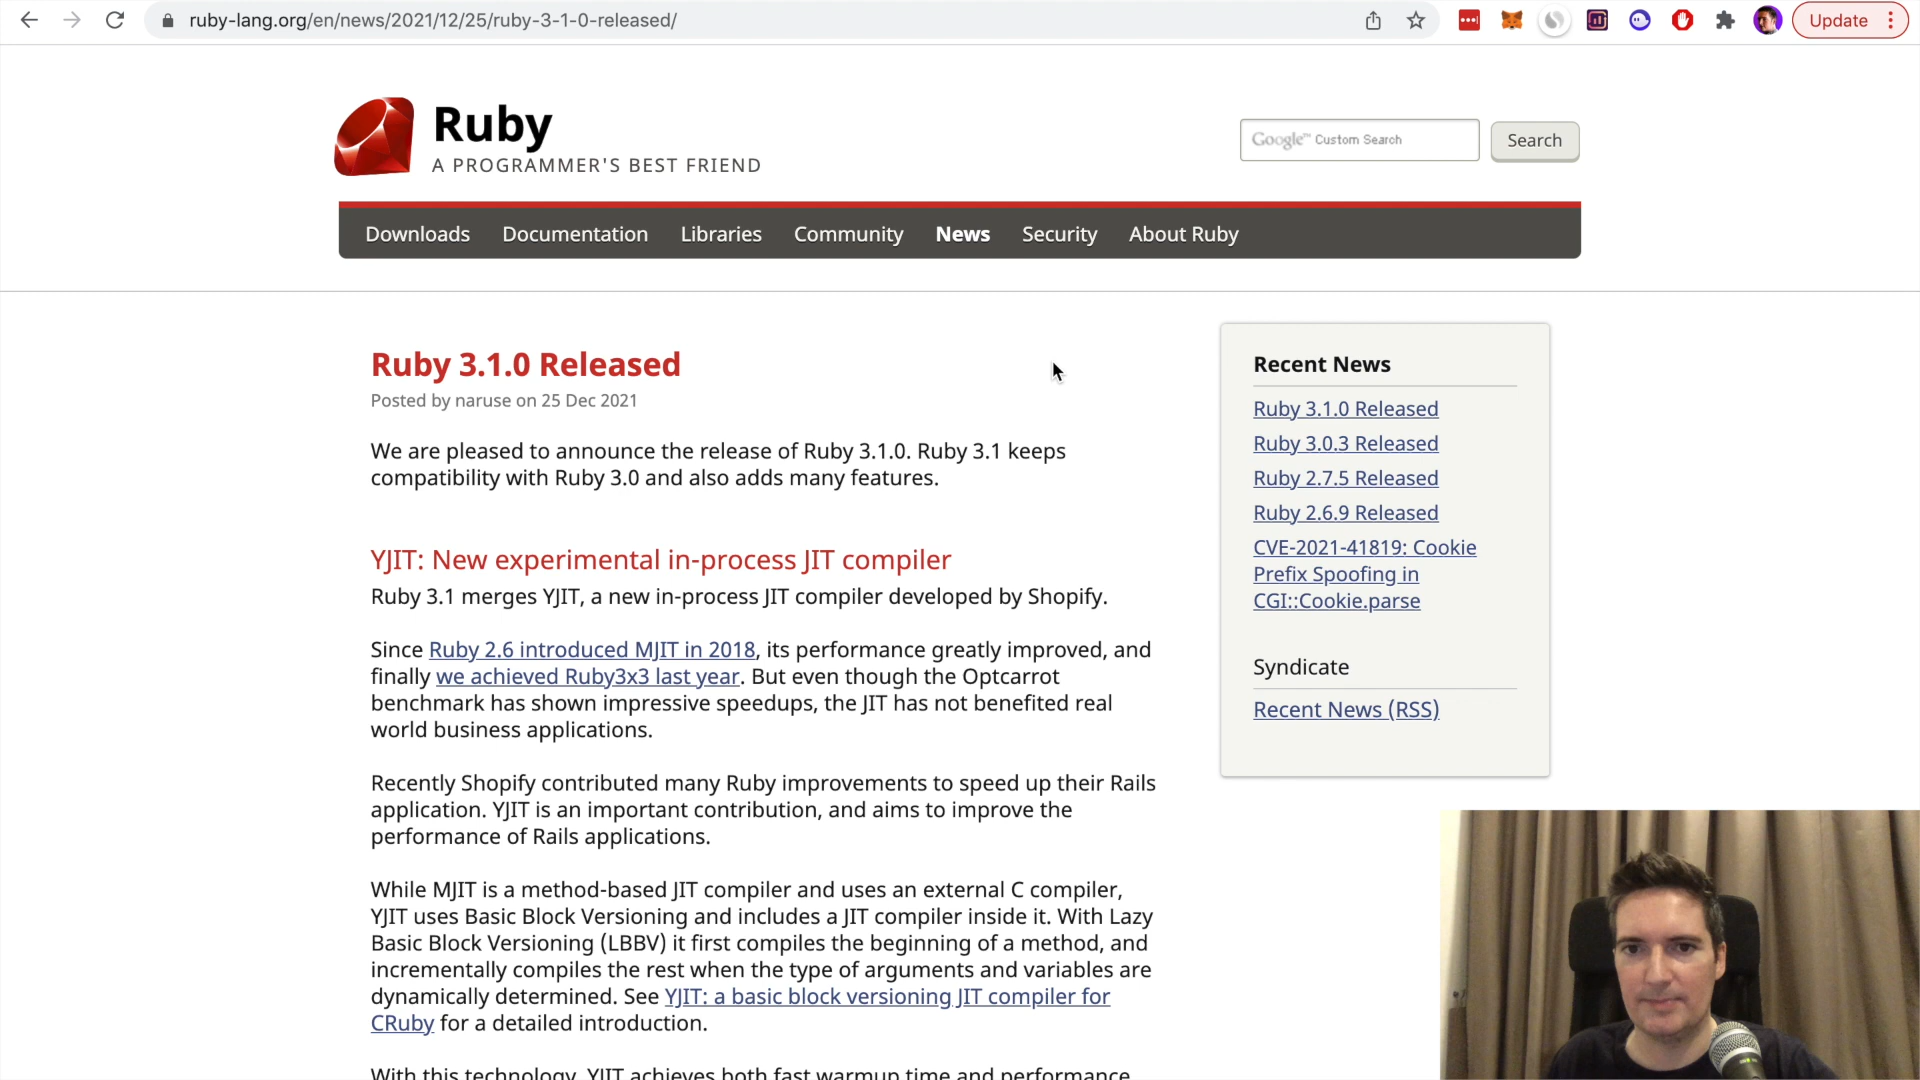 ruby-lang.org/en/news/2021/12/25/ruby-3-1-0-released/
Update
Ruby
A PROGRAMMER'S BEST FRIEND
Google™ Custom Search
Search
Downloads Documentation Libraries Community News Security About Ruby
Ruby 3.1.0 Released
Posted by naruse on 25 Dec 2021
We are pleased to announce the release of Ruby 3.1.0. Ruby 3.1 keeps
compatibility with Ruby 3.0 and also adds many features.
YJIT: New experimental in-process JIT compiler
Ruby 3.1 merges YJIT, a new in-process JIT compiler developed by Shopify.
Since Ruby 2.6 introduced MJIT in 2018, its performance greatly improved, and
finally we achieved Ruby3x3 last year. But even though the Optcarrot
benchmark has shown impressive speedups, the JIT has not benefited real
world business applications.
Recently Shopify contributed many Ruby improvements to speed up their Rails
application. YJIT is an important contribution, and aims to improve the
performance of Rails applications.
While MJIT is a method-based JIT compiler and uses an external C compiler,
YJIT uses Basic Block Versioning and includes a JIT compiler inside it. With Lazy
Basic Block Versioning (LBBV) it first compiles the beginning of a method, and
incrementally compiles the rest when the type of arguments and variables are
dynamically determined. See YJIT: a basic block versioning JIT compiler for
CRuby for a detailed introduction.
With this technology, YJIT achieves both fast warmup time and performance
Recent News
Ruby 3.1.0 Released
Ruby 3.0.3 Released
Ruby 2.7.5 Released
Ruby 2.6.9 Released
CVE-2021-41819: Cookie
Prefix Spoofing in
CGI::Cookie.parse
Syndicate
Recent News (RSS)